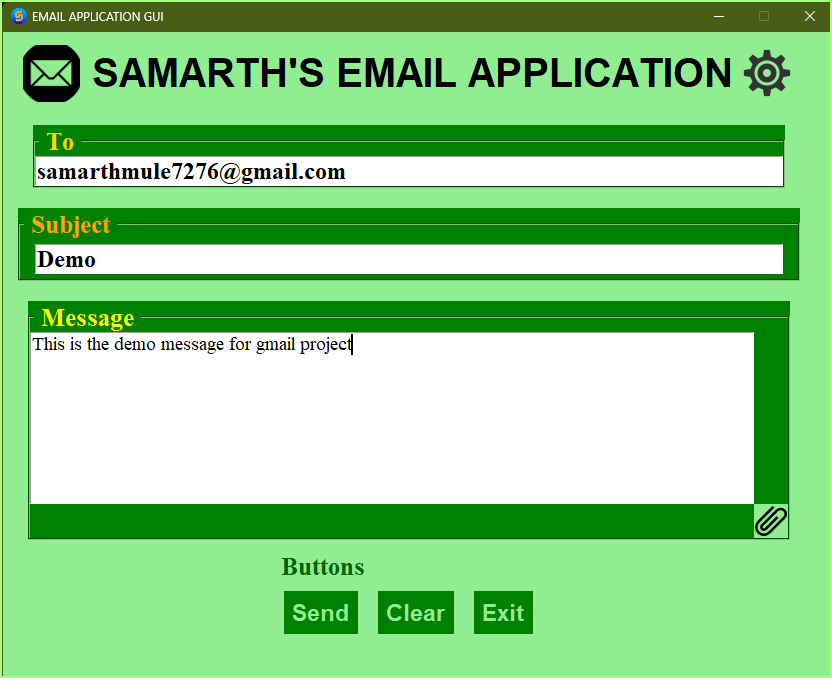 EMAIL APPLICATION GUI
SAMARTH'S EMAIL APPLICATION
To
samarthmule7276@gmail.com
Subject
Demo
Message
This is the demo message for gmail project
Buttons
Send Clear Exit